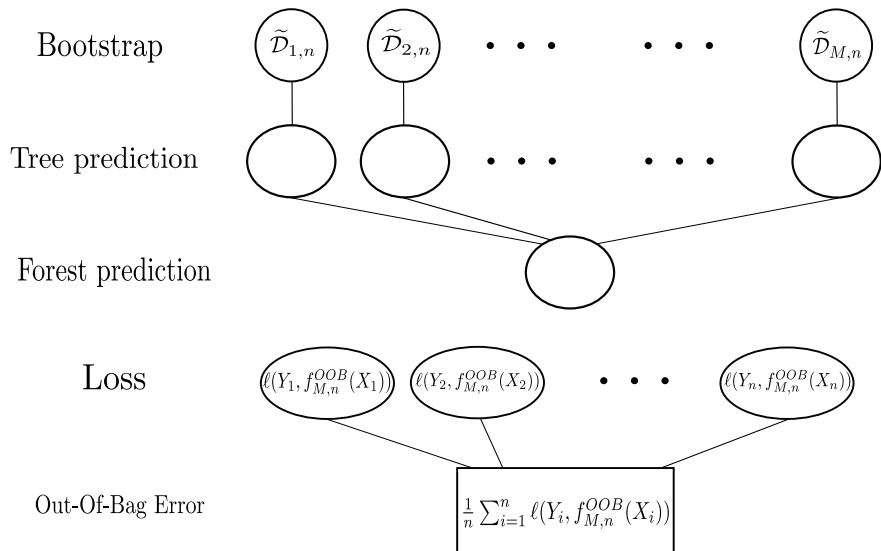 Bootstrap $\widetilde{\mathcal{D}}_{1,n}$ $\widetilde{\mathcal{D}}_{2,n}$ • • • • • • $\widetilde{\mathcal{D}}_{M,n}$
Tree prediction • • • • • •
Forest prediction
Loss $\ell(Y_1, f_{M,n}^{OOB}(X_1))$ $\ell(Y_2, f_{M,n}^{OOB}(X_2))$ • • • $\ell(Y_n, f_{M,n}^{OOB}(X_n))$
Out-Of-Bag Error $\frac{1}{n} \sum_{i=1}^{n} \ell(Y_i, f_{M,n}^{OOB}(X_i))$